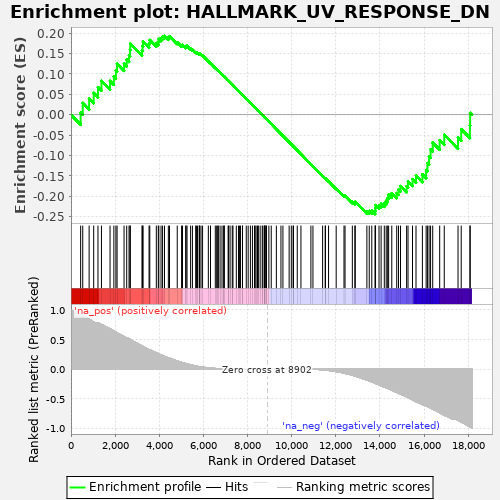 Enrichment plot: HALLMARK_UV_RESPONSE_DN
Enrichment score (ES)
0.20
0.15
0.10
0.05
0.00
-0.05
-0.10
-0.15
-0.20
-0.25
Ranked list metric (PreRanked)
1.0
0.5
0.0
-0.5
-1.0
'na_pos' (positively correlated)
Zero cross at 8902
'na_neg' (negatively correlated)
0
2,000
4,000
6,000
8,000
10,000
12,000
14,000
16,000
18,000
Rank in Ordered Dataset
Enrichment profile
Hits
Ranking metric scores